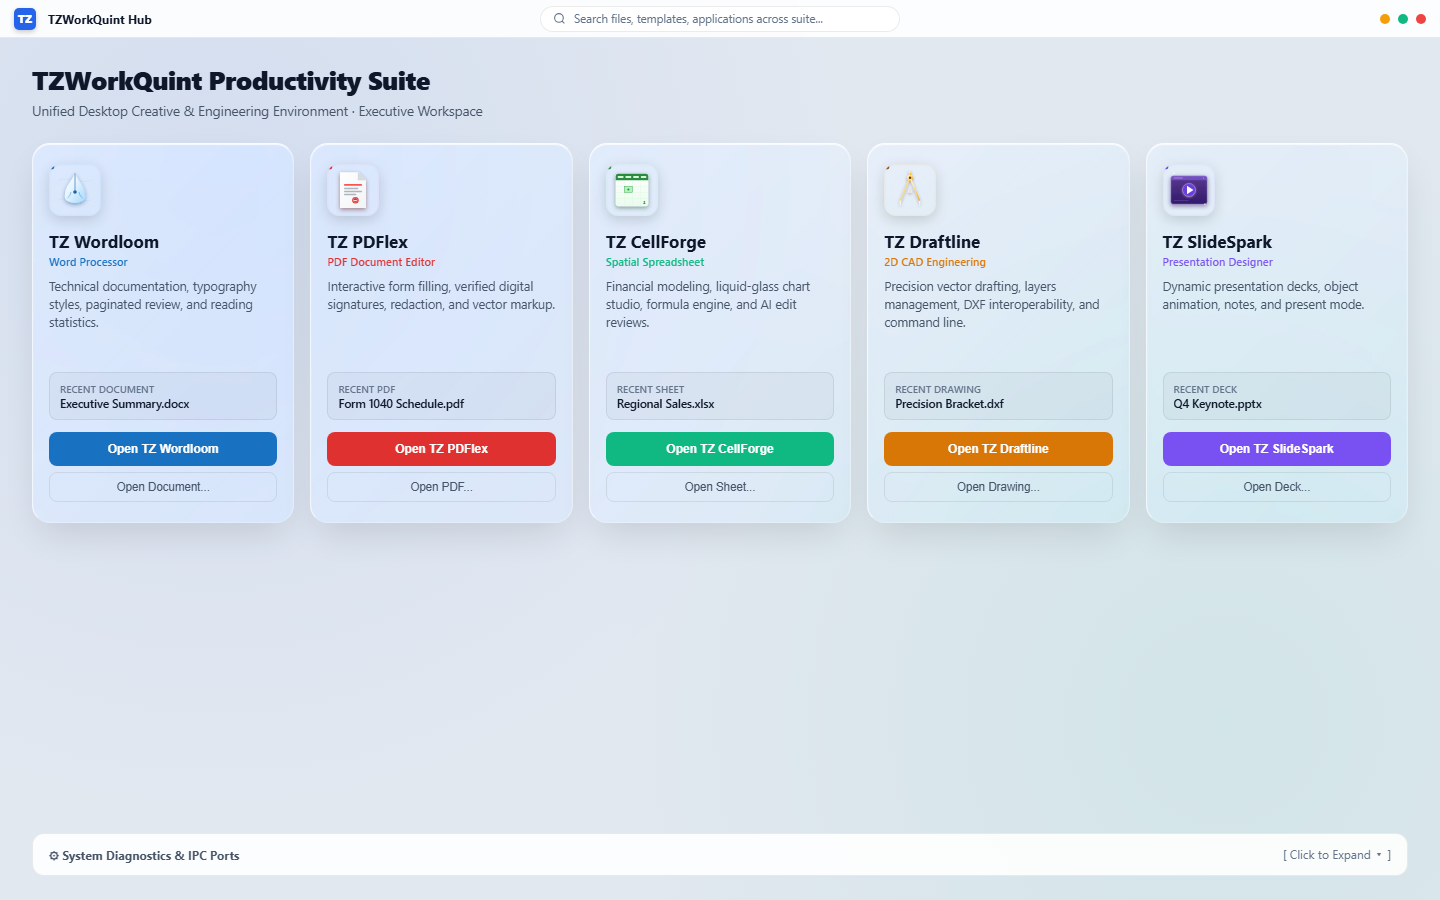 TZ
TZWorkQuint Hub
Search files, templates, applications across suite...
TZWorkQuint Productivity Suite
Unified Desktop Creative & Engineering Environment · Executive Workspace
TZ Wordloom
Word Processor
Technical documentation, typography
styles, paginated review, and reading
statistics.
RECENT DOCUMENT
Executive Summary.docx
Open TZ Wordloom
Open Document...
TZ PDFlex
PDF Document Editor
Interactive form filling, verified digital
signatures, redaction, and vector markup.
RECENT PDF
Form 1040 Schedule.pdf
Open TZ PDFlex
Open PDF...
TZ CellForge
Spatial Spreadsheet
Financial modeling, liquid-glass chart
studio, formula engine, and AI edit
reviews.
RECENT SHEET
Regional Sales.xlsx
Open TZ CellForge
Open Sheet...
TZ Draftline
2D CAD Engineering
Precision vector drafting, layers
management, DXF interoperability, and
command line.
RECENT DRAWING
Precision Bracket.dxf
Open TZ Draftline
Open Drawing...
TZ SlideSpark
Presentation Designer
Dynamic presentation decks, object
animation, notes, and present mode.
RECENT DECK
Q4 Keynote.pptx
Open TZ SlideSpark
Open Deck...
⚙ System Diagnostics & IPC Ports
[ Click to Expand ▾ ]